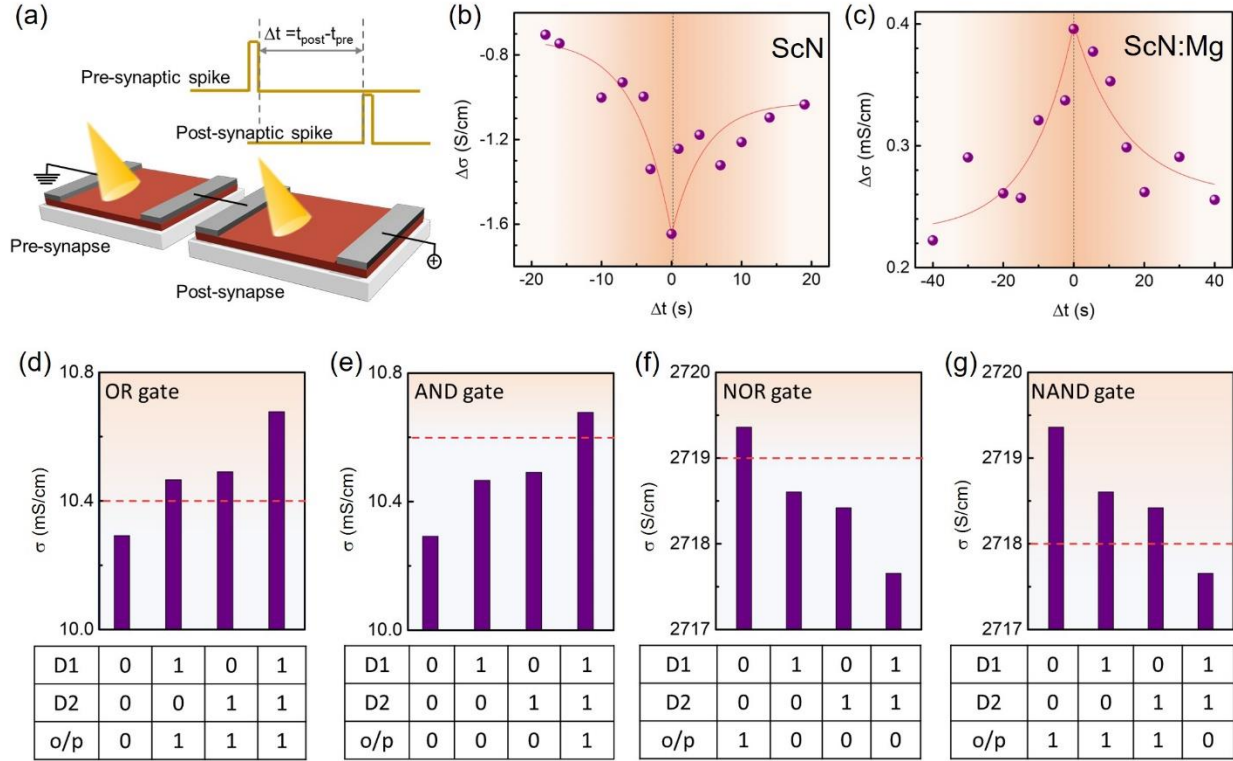 (a)
Δt =tpost-tpre
Pre-synaptic spike
Post-synaptic spike
Pre-synapse
Post-synapse
(b)
ScN
Δσ (S/cm)
-0.8
-1.2
-1.6
-20 -10 0 10 20
Δt (s)
(c)
ScN:Mg
Δσ (mS/cm)
0.4
0.3
0.2
-40 -20 0 20 40
Δt (s)
(d)
OR gate
σ (mS/cm)
10.8
10.4
10.0
D1 0 1 0 1
D2 0 0 1 1
o/p 0 1 1 1
(e)
AND gate
σ (mS/cm)
10.8
10.4
10.0
0 1 0 1
0 0 1 1
0 0 0 1
(f)
NOR gate
σ (S/cm)
2720
2719
2718
2717
0 1 0 1
0 0 1 1
1 0 0 0
(g)
NAND gate
σ (S/cm)
2720
2719
2718
2717
0 1 0 1
0 0 1 1
1 1 1 0